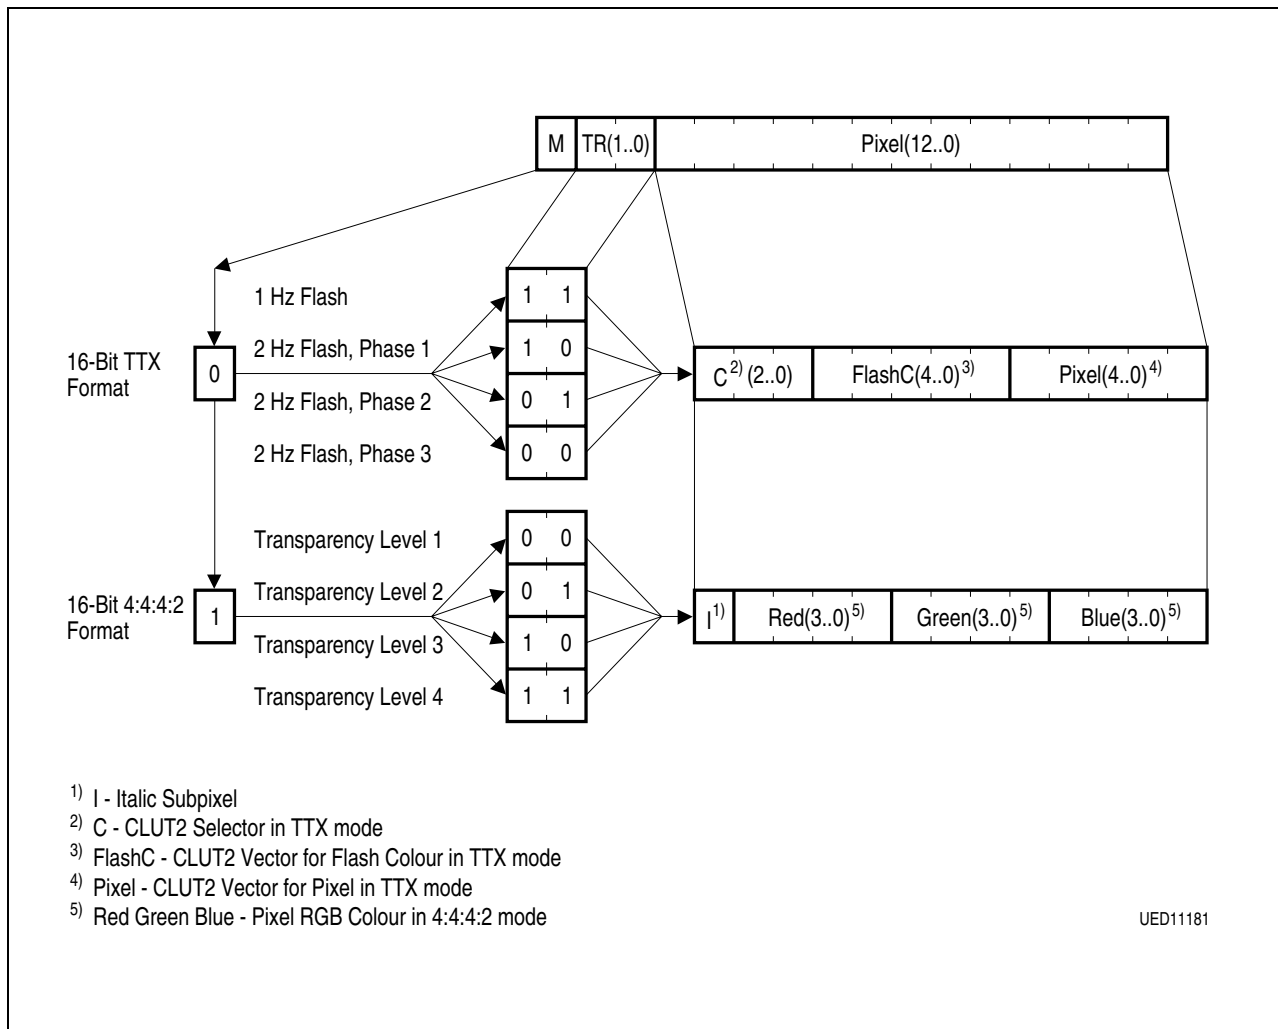 M TR(1..0) Pixel(12..0)
1 Hz Flash 1 1
2 Hz Flash, Phase 1 1 0
16-Bit TTX Format 0 C2) (2..0) FlashC(4..0)3) Pixel(4..0)4)
2 Hz Flash, Phase 2 0 1
2 Hz Flash, Phase 3 0 0
Transparency Level 1 0 0
Transparency Level 2 0 1
16-Bit 4:4:4:2 Format 1 I1) Red(3..0)5) Green(3..0)5) Blue(3..0)5)
Transparency Level 3 1 0
Transparency Level 4 1 1
1) I - Italic Subpixel
2) C - CLUT2 Selector in TTX mode
3) FlashC - CLUT2 Vector for Flash Colour in TTX mode
4) Pixel - CLUT2 Vector for Pixel in TTX mode
5) Red Green Blue - Pixel RGB Colour in 4:4:4:2 mode
UED11181